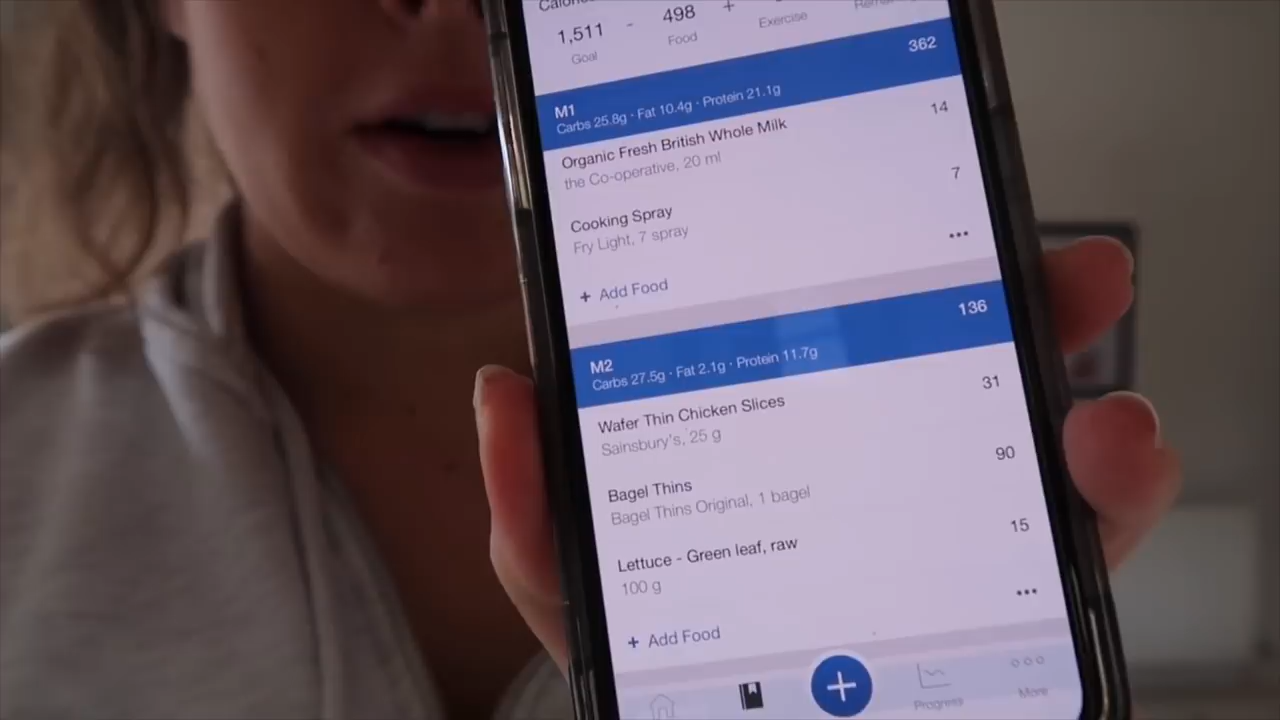 1,511 - 498 +
Goal Food Exercise
M1 362
Carbs 25.8g · Fat 10.4g · Protein 21.1g
Organic Fresh British Whole Milk 14
the Co-operative, 20 ml
Cooking Spray 7
Fry Light, 7 spray
+ Add Food
M2 136
Carbs 27.5g · Fat 2.1g · Protein 11.7g
Wafer Thin Chicken Slices 31
Sainsbury's, 25 g
Bagel Thins 90
Bagel Thins Original, 1 bagel
Lettuce - Green leaf, raw 15
100 g
+ Add Food
Progress More